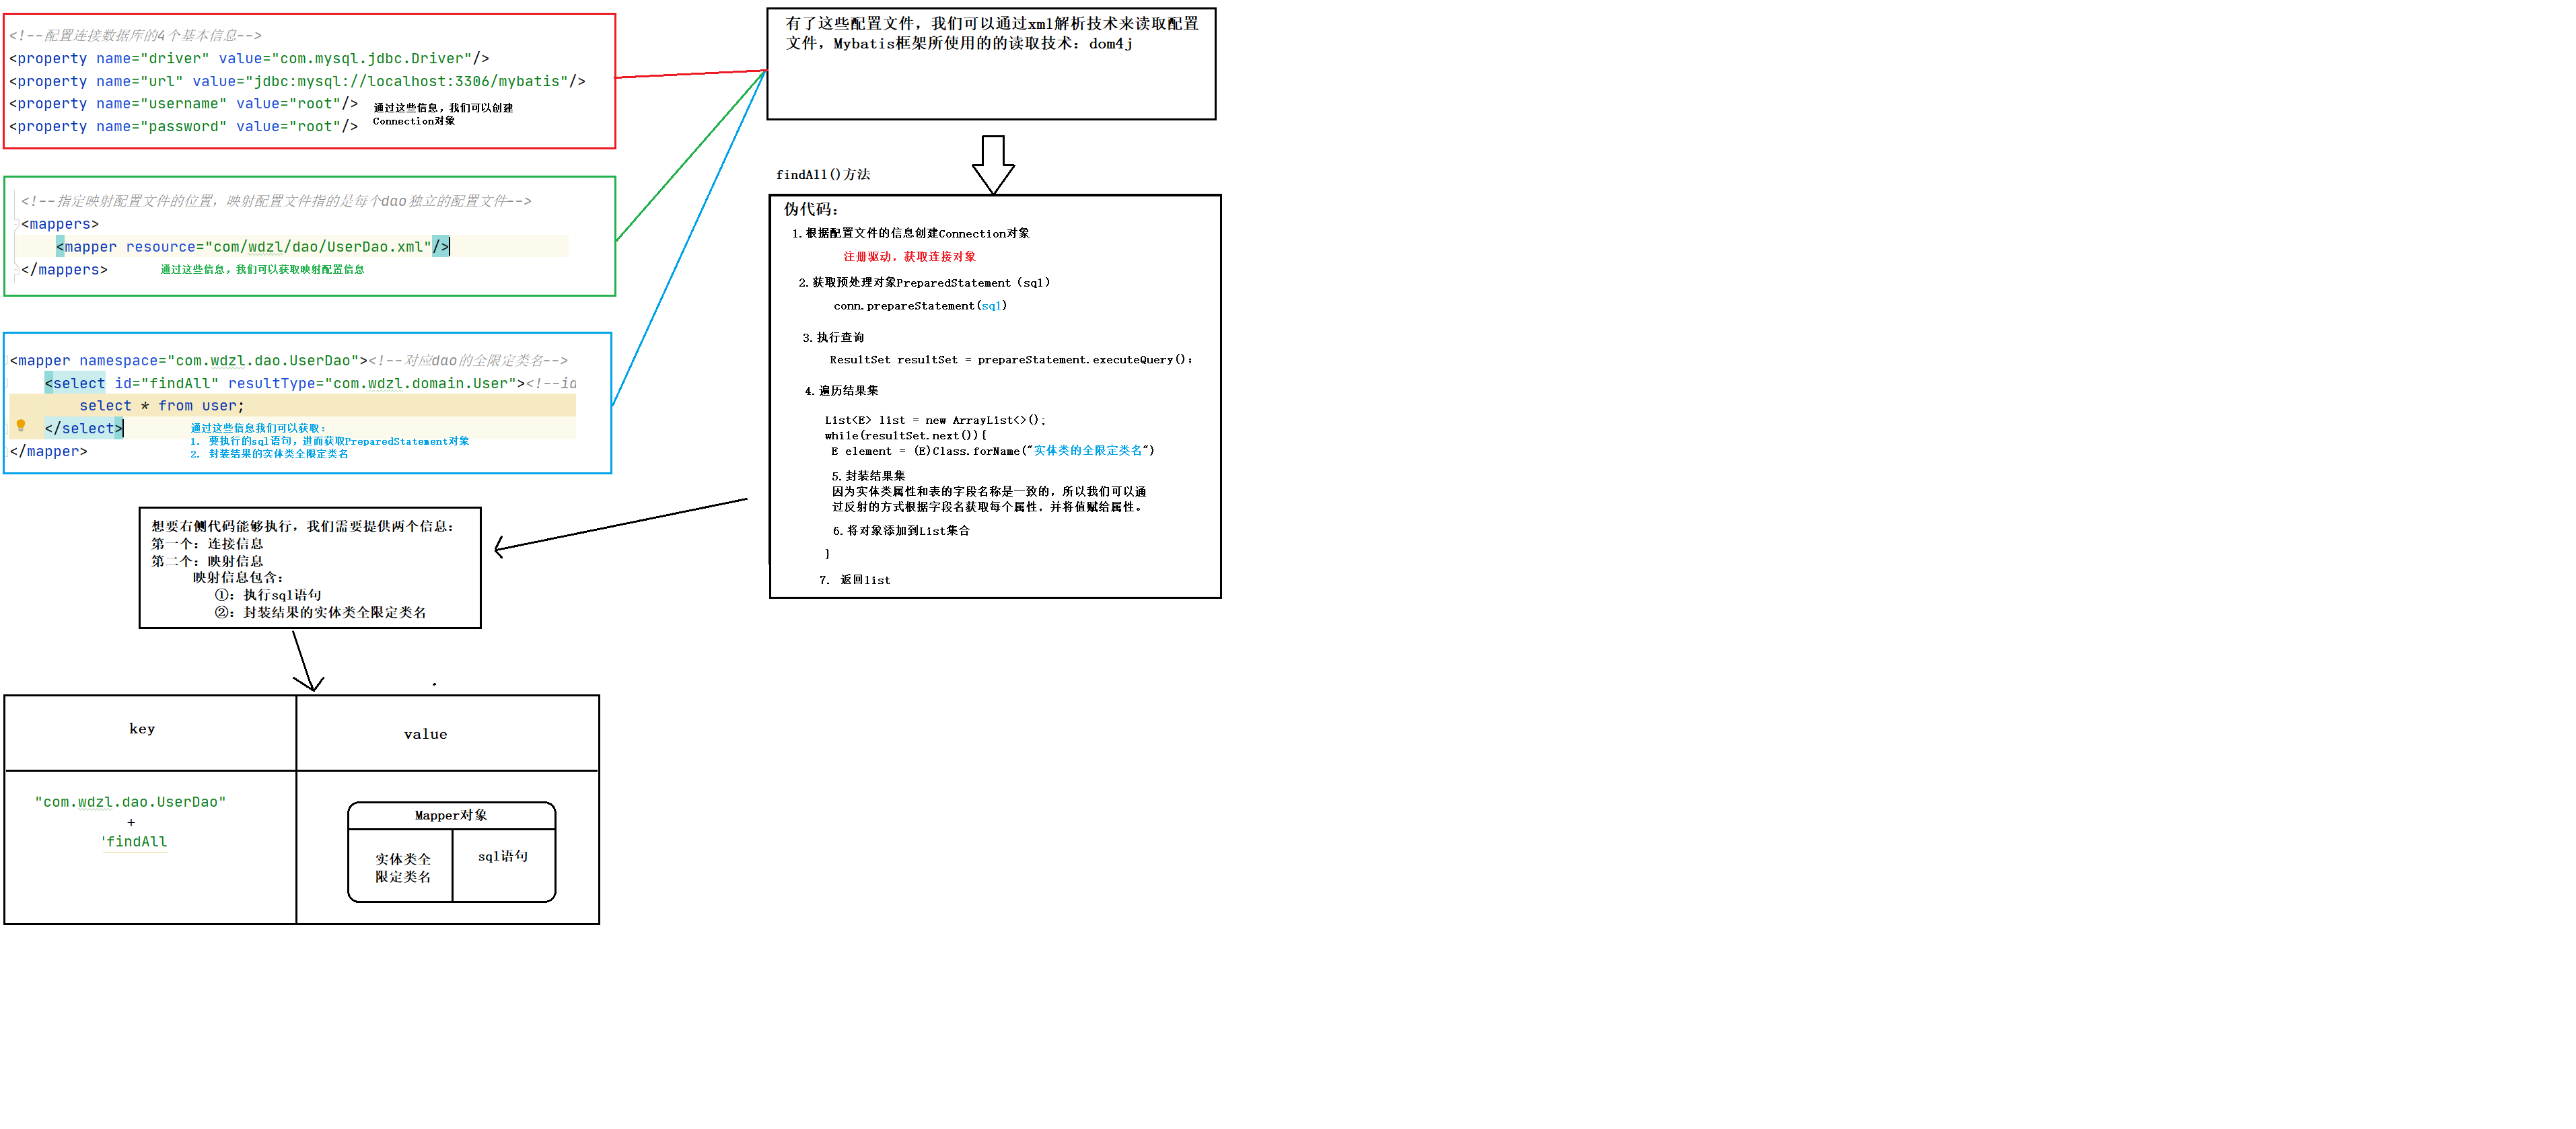 <!--配置连接数据库的4个基本信息-->
<property name="driver" value="com.mysql.jdbc.Driver"/>
<property name="url" value="jdbc:mysql://localhost:3306/mybatis"/>
<property name="username" value="root"/>
<property name="password" value="root"/>
通过这些信息，我们可以创建
Connection对象
<!--指定映射配置文件的位置，映射配置文件指的是每个dao独立的配置文件-->
<mappers>
<mapper resource="com/wdzl/dao/UserDao.xml"/>
</mappers>
通过这些信息，我们可以获取映射配置信息
<mapper namespace="com.wdzl.dao.UserDao"><!--对应dao的全限定类名-->
<select id="findAll" resultType="com.wdzl.domain.User"><!--id
select * from user;
</select>
</mapper>
通过这些信息我们可以获取：
1. 要执行的sql语句，进而获取PreparedStatement对象
2. 封装结果的实体类全限定类名
有了这些配置文件，我们可以通过xml解析技术来读取配置
文件，Mybatis框架所使用的的读取技术：dom4j
findAll()方法
伪代码：
1.根据配置文件的信息创建Connection对象
注册驱动，获取连接对象
2.获取预处理对象PreparedStatement（sql）
conn.prepareStatement(sql)
3.执行查询
ResultSet resultSet = prepareStatement.executeQuery();
4.遍历结果集
List<E> list = new ArrayList<>();
while(resultSet.next()){
E element = (E)Class.forName("实体类的全限定类名")
5.封装结果集
因为实体类属性和表的字段名称是一致的，所以我们可以通
过反射的方式根据字段名获取每个属性，并将值赋给属性。
6.将对象添加到List集合
}
7. 返回list
想要右侧代码能够执行，我们需要提供两个信息：
第一个：连接信息
第二个：映射信息
映射信息包含：
①：执行sql语句
②：封装结果的实体类全限定类名
key
value
"com.wdzl.dao.UserDao"
+
'findAll
Mapper对象
实体类全
限定类名
sql语句